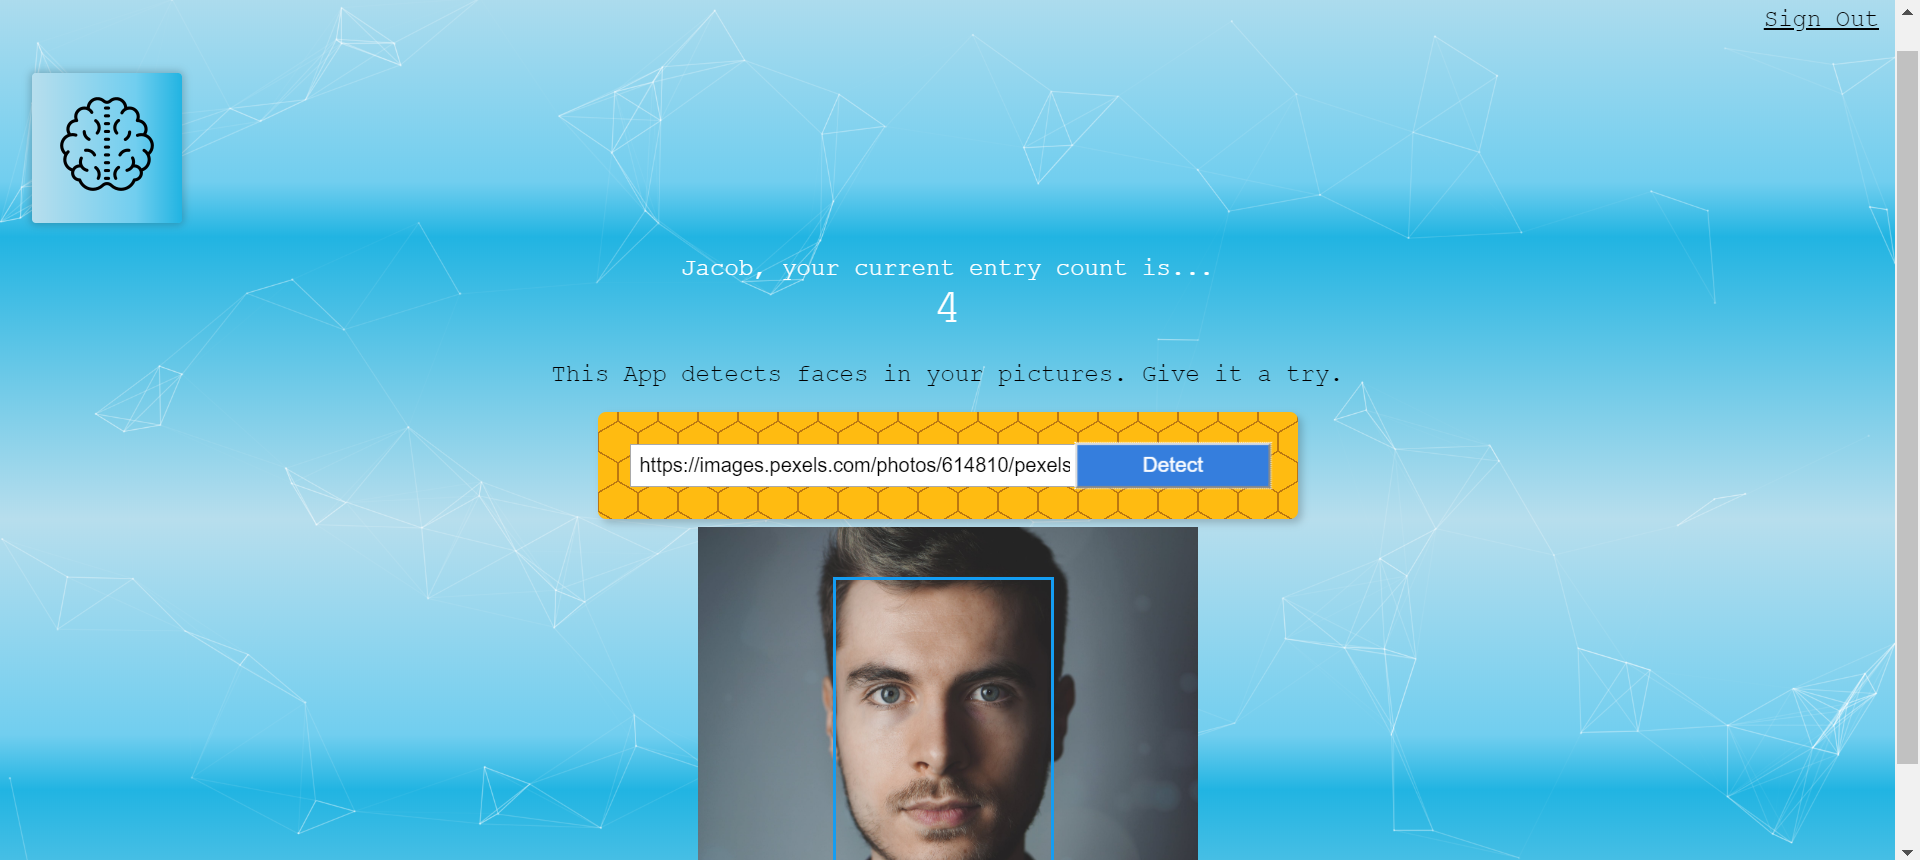 Sign Out
Jacob, your current entry count is...
4
This App detects faces in your pictures. Give it a try.
https://images.pexels.com/photos/614810/pexels
Detect